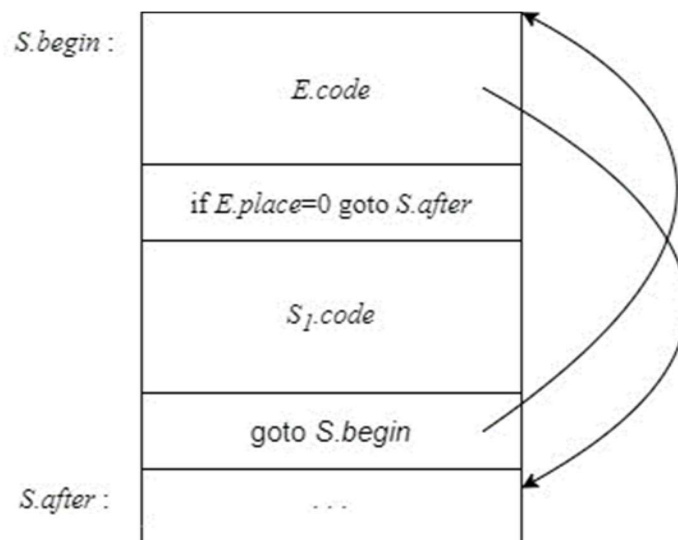 S.begin :
E.code
if E.place=0 goto S.after
S₁.code
goto S.begin
S.after : . . .